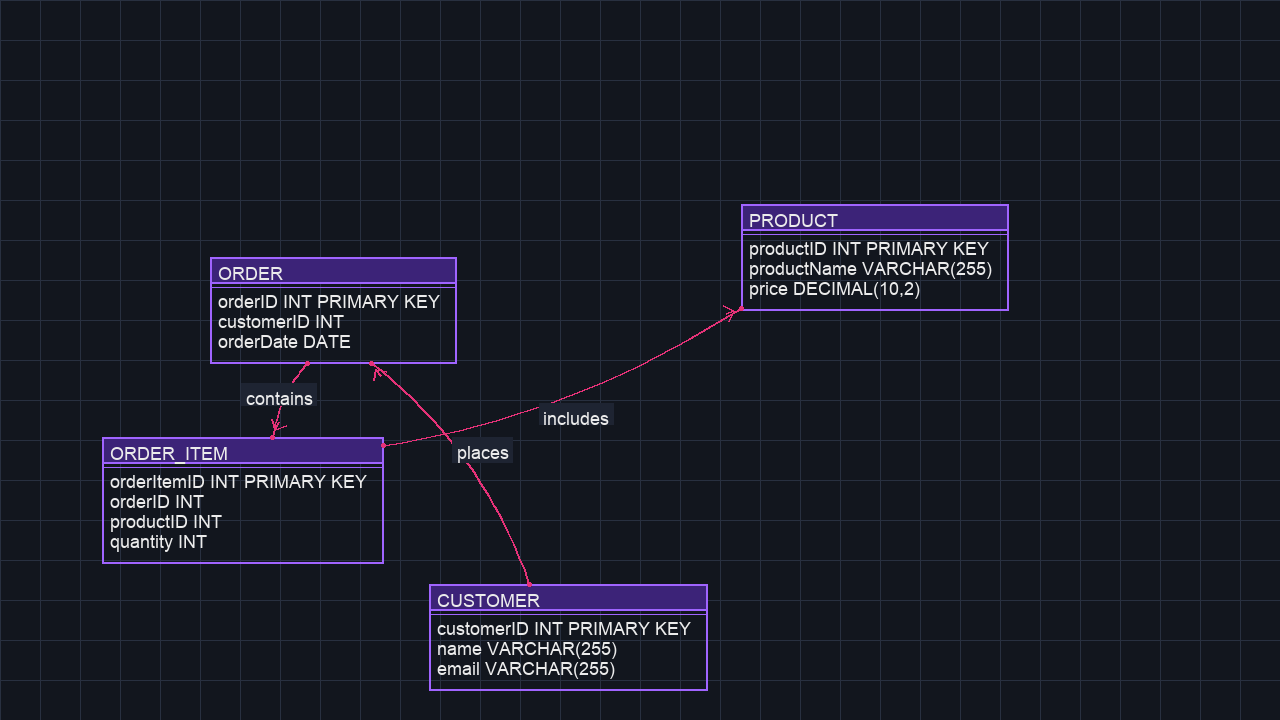 PRODUCT
productID INT PRIMARY KEY
productName VARCHAR(255)
price DECIMAL(10,2)
ORDER
orderID INT PRIMARY KEY
customerID INT
orderDate DATE
contains
includes
places
ORDER_ITEM
orderItemID INT PRIMARY KEY
orderID INT
productID INT
quantity INT
CUSTOMER
customerID INT PRIMARY KEY
name VARCHAR(255)
email VARCHAR(255)